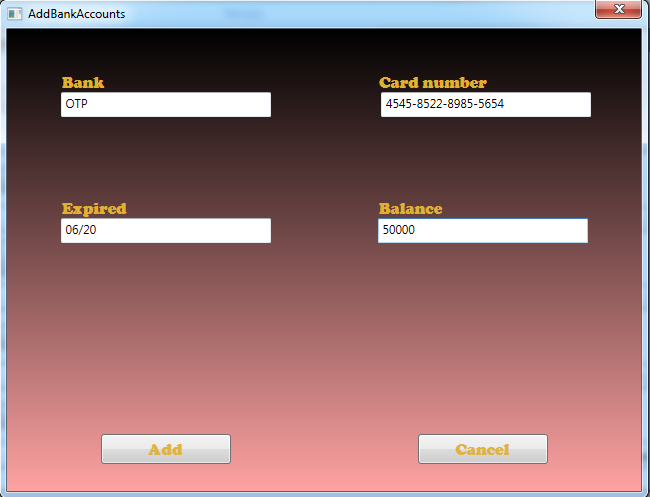 AddBankAccounts
Bank
Card number
OTP
4545-8522-8985-5654
Expired
Balance
06/20
50000
Add
Cancel